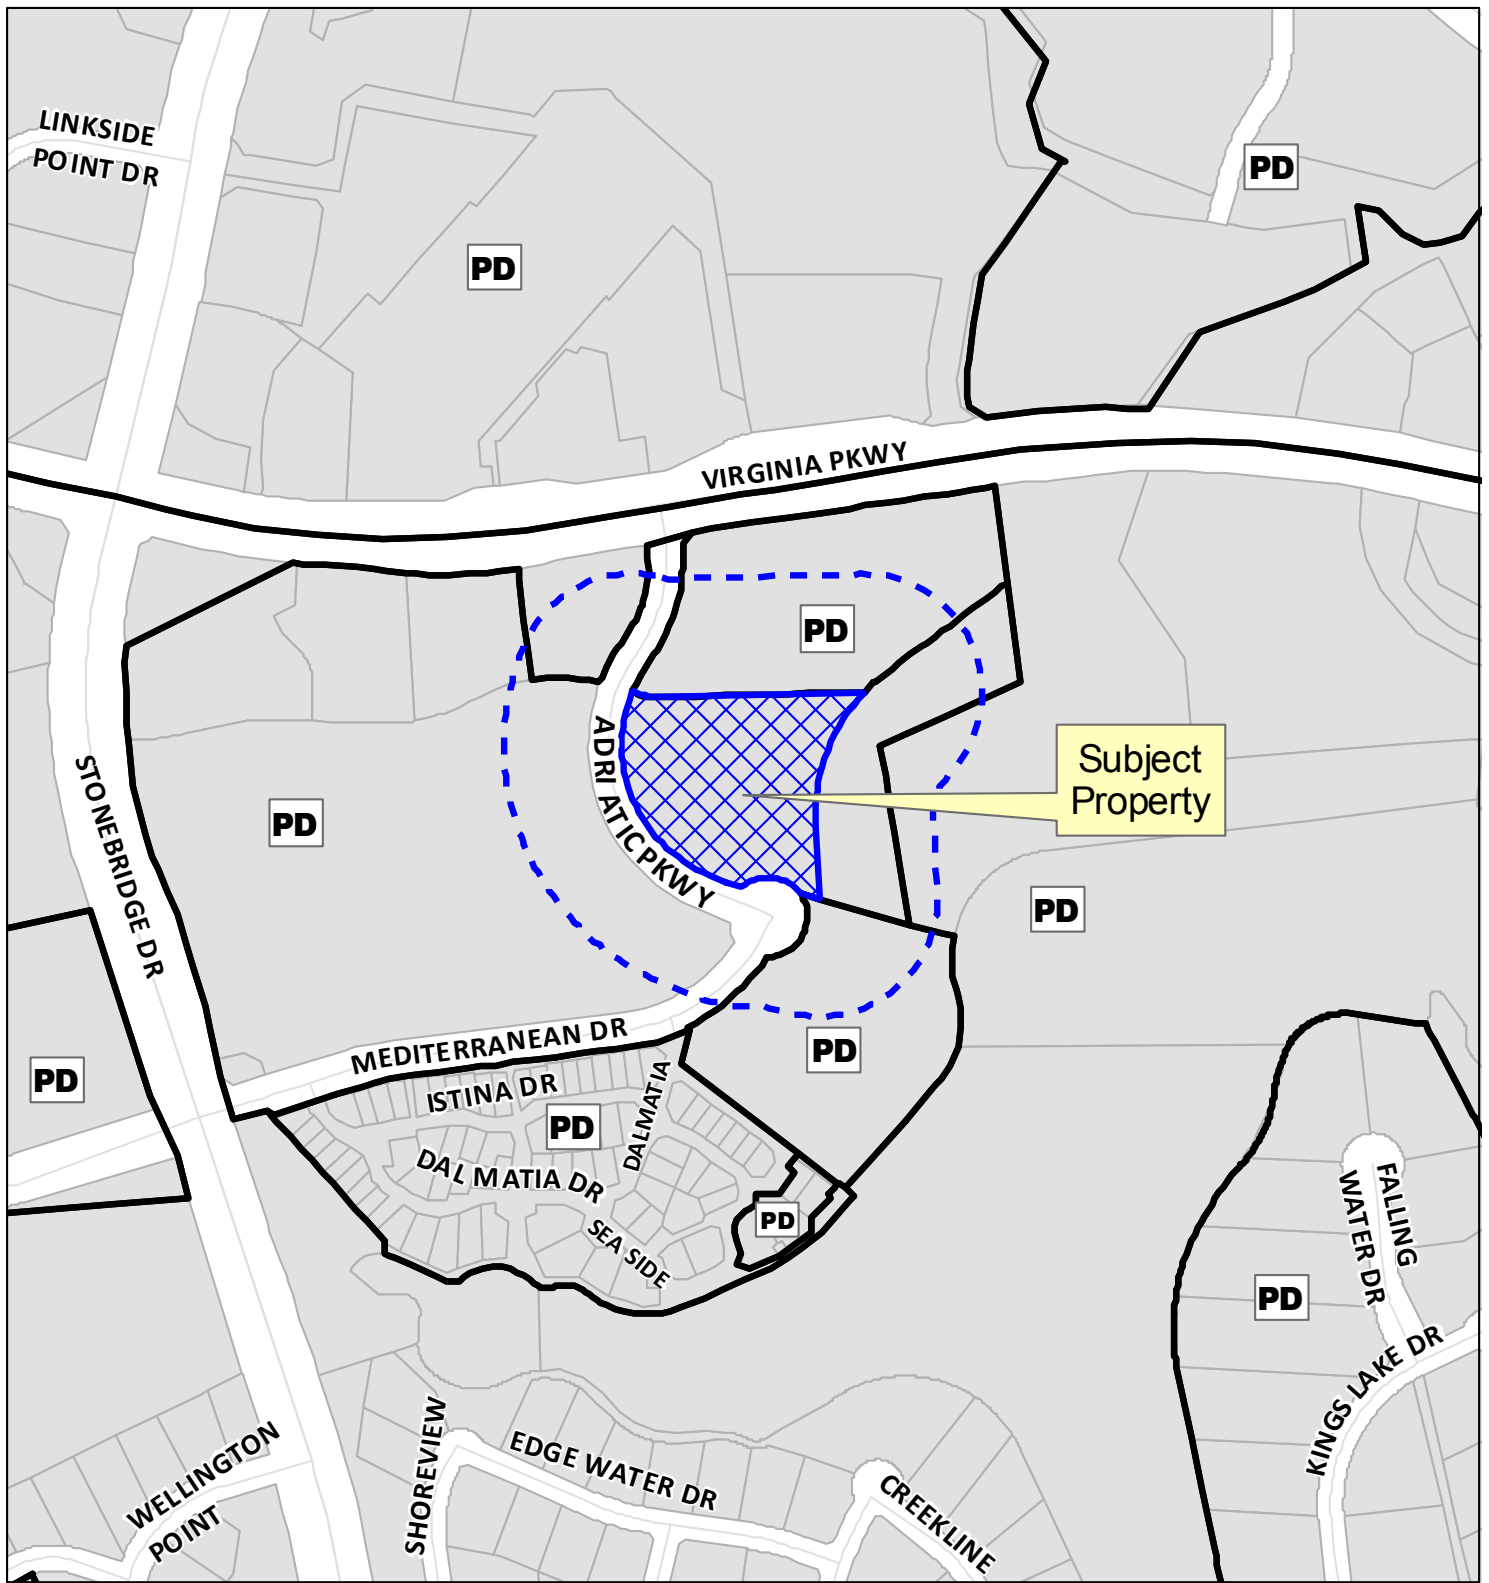 LINKSIDE
POINT DR
PD
PD
VIRGINIA PKWY
PD
ADRIATIC PKWY
Subject
Property
STONEBRIDGE DR
PD
PD
MEDITERRANEAN DR
PD
PD
ISTINA DR
DALMATIA
PD
DALMATIA DR
SEA SIDE
PD
FALLING
WATER DR
PD
KINGS LAKE DR
WELLINGTON
POINT
SHOREVIEW
EDGE WATER DR
CREEKLINE